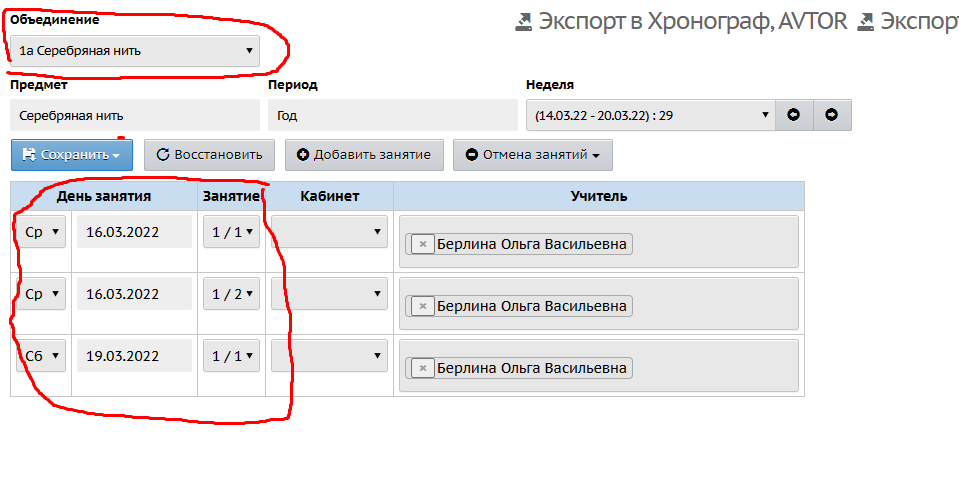 Объединение
Экспорт в Хронограф, AVTOR Экспор
1а Серебряная нить
Предмет Период Неделя
Серебряная нить Год (14.03.22 - 20.03.22) : 29
Сохранить Восстановить Добавить занятие Отмена занятий
День занятия Занятие Кабинет Учитель
Ср 16.03.2022 1 / 1 × Берлина Ольга Васильевна
Ср 16.03.2022 1 / 2 × Берлина Ольга Васильевна
Сб 19.03.2022 1 / 1 × Берлина Ольга Васильевна